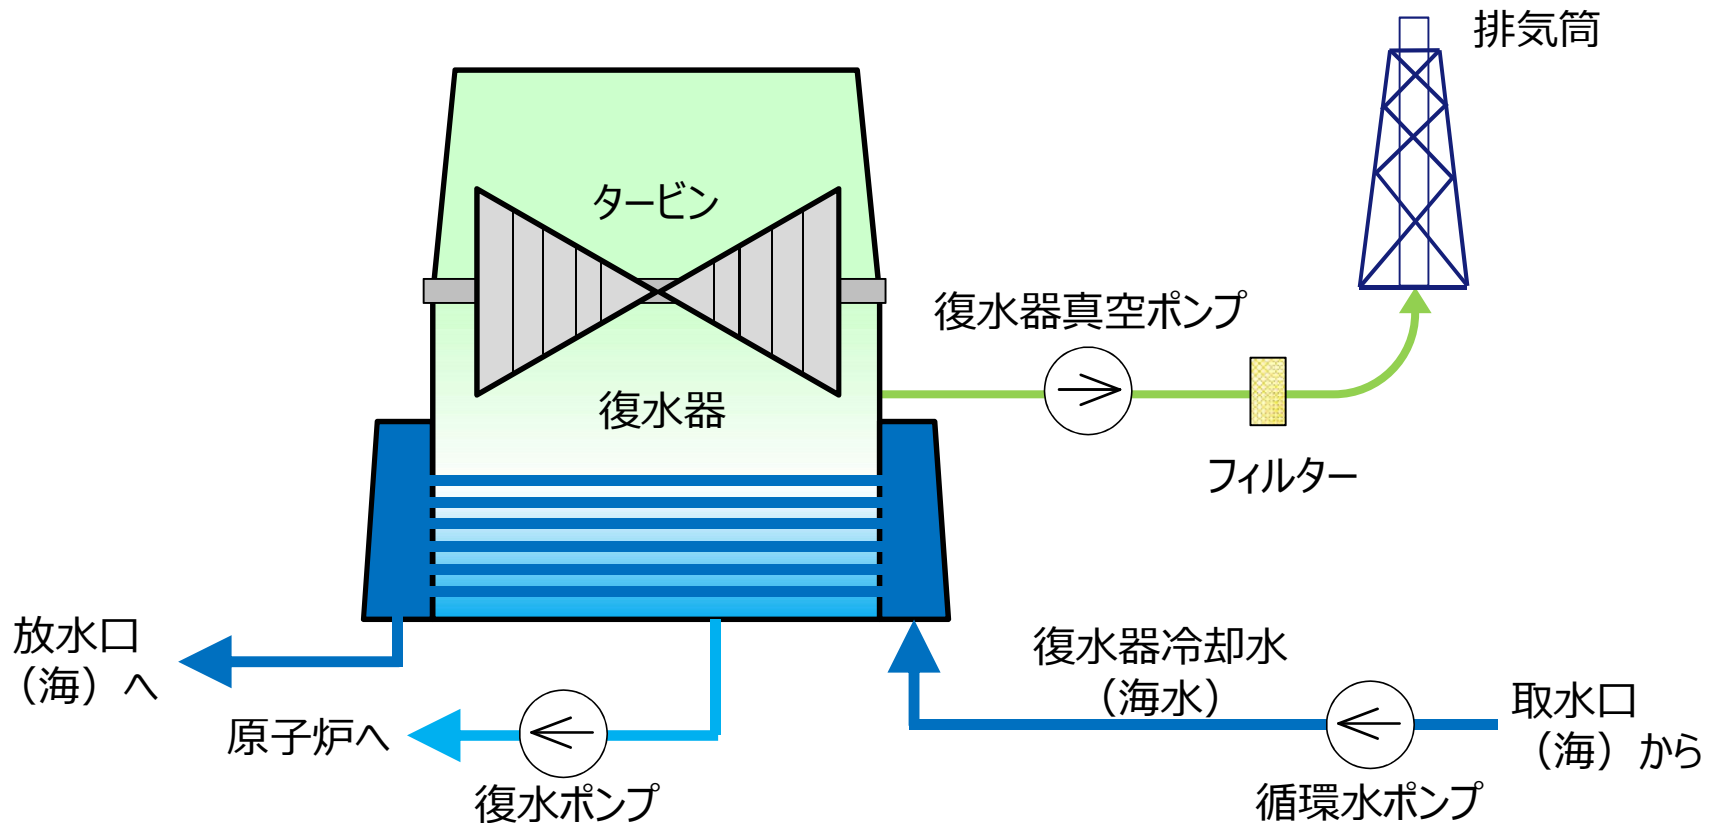 排気筒
タービン
復水器真空ポンプ
復水器
フィルター
放水口
（海）へ
復水器冷却水
（海水）
取水口
（海）から
原子炉へ
復水ポンプ
循環水ポンプ